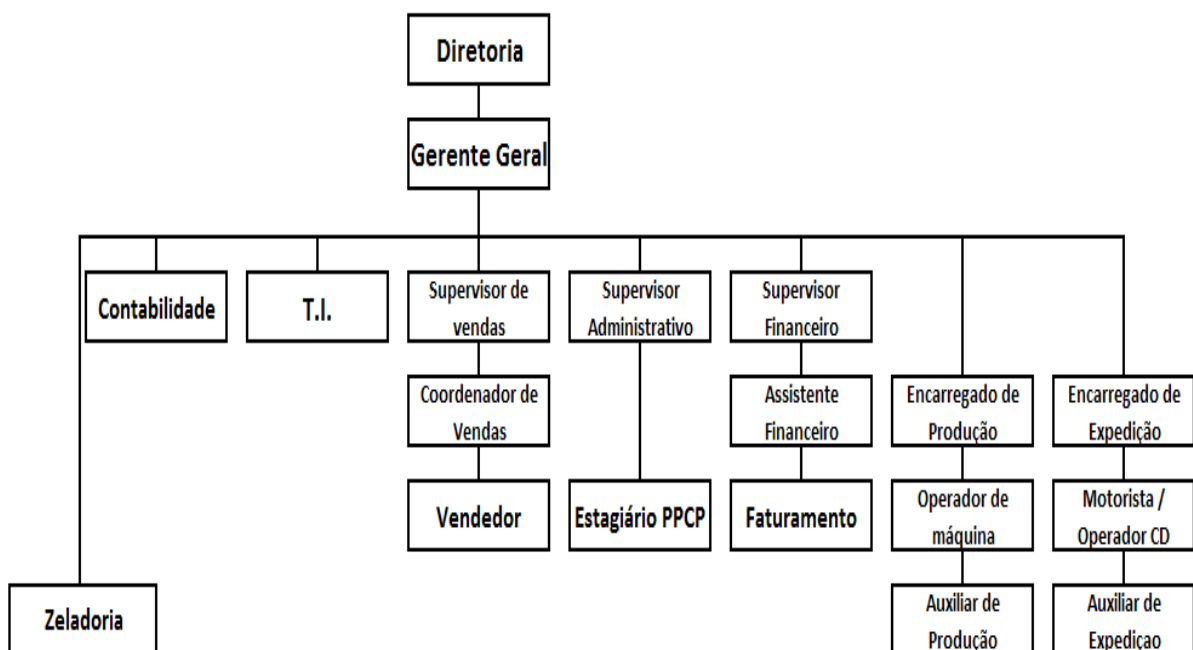 Diretoria
Gerente Geral
Contabilidade
T.I.
Supervisor de
vendas
Supervisor
Administrativo
Supervisor
Financeiro
Coordenador de
Vendas
Assistente
Financeiro
Encarregado de
Produção
Encarregado de
Expedição
Vendedor
Estagiário PPCP
Faturamento
Operador de
máquina
Motorista /
Operador CD
Zeladoria
Auxiliar de
Produção
Auxiliar de
Expediçao